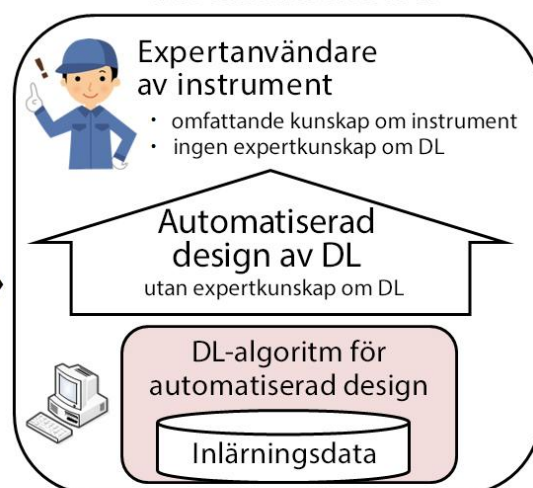 Expertanvändare
av instrument
・ omfattande kunskap om instrument
・ ingen expertkunskap om DL
Automatiserad
design av DL
utan expertkunskap om DL
DL-algoritm för
automatiserad design
Inlärningsdata